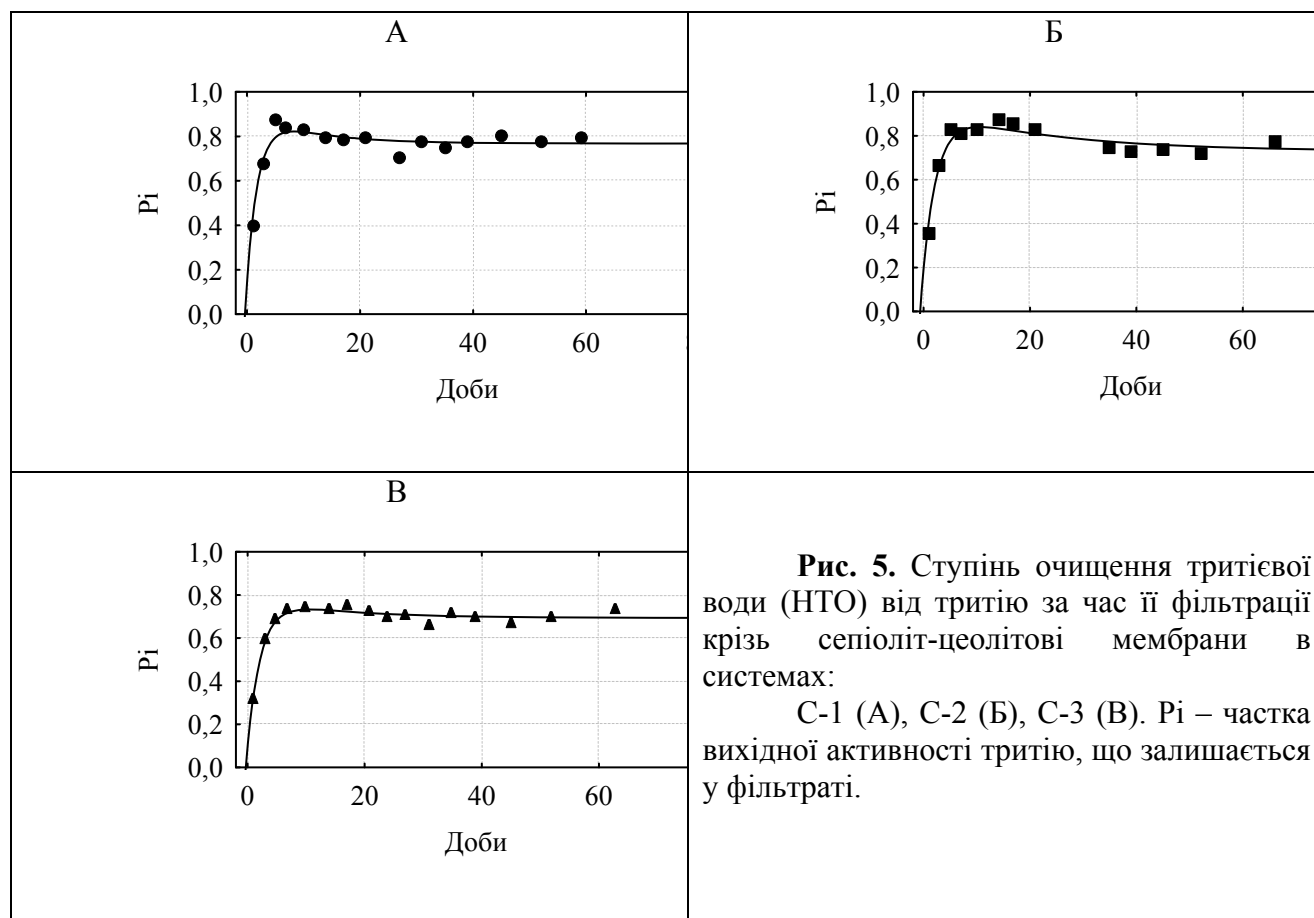 А
1,0
0,8
0,6
0,4
0,2
0,0
Pi
0 20 40 60
Доби
Б
1,0
0,8
0,6
0,4
0,2
0,0
Pi
0 20 40 60
Доби
В
1,0
0,8
0,6
0,4
0,2
0,0
Pi
0 20 40 60
Доби
Рис. 5. Ступінь очищення тритієвої
води (НТО) від тритію за час її фільтрації
крізь сепіоліт-цеолітові мембрани в
системах:
С-1 (А), С-2 (Б), С-3 (В). Pi – частка
вихідної активності тритію, що залишається
у фільтраті.